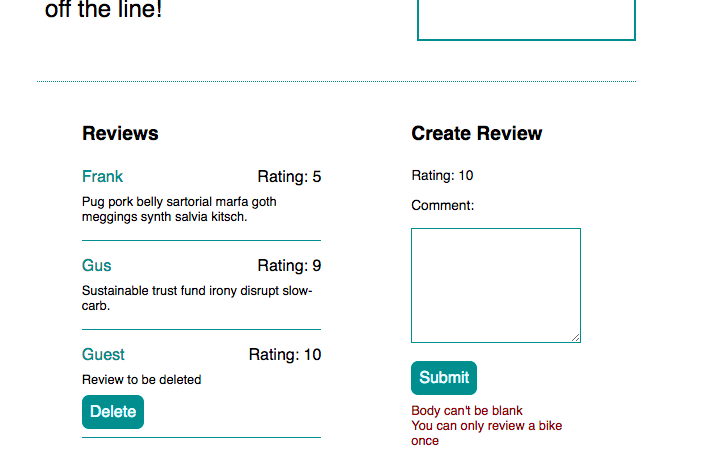 off the line!
Reviews
Frank Rating: 5
Pug pork belly sartorial marfa goth
meggings synth salvia kitsch.
Gus Rating: 9
Sustainable trust fund irony disrupt slow-
carb.
Guest Rating: 10
Review to be deleted
Delete
Create Review
Rating: 10
Comment:
Submit
Body can't be blank
You can only review a bike
once